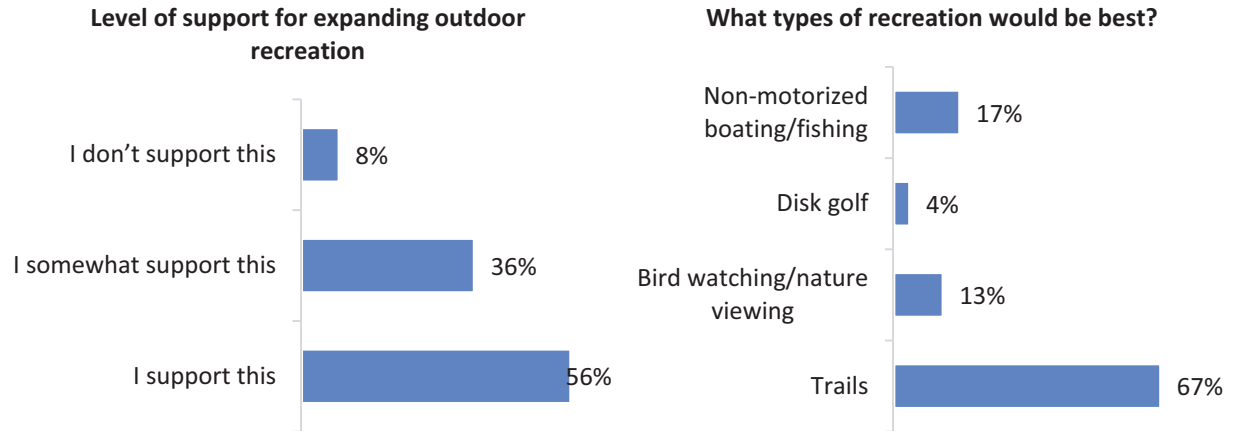 Level of support for expanding outdoor
recreation
I don’t support this
8%
I somewhat support this
36%
I support this
56%
What types of recreation would be best?
Non-motorized
boating/fishing
17%
Disk golf
4%
Bird watching/nature
viewing
13%
Trails
67%